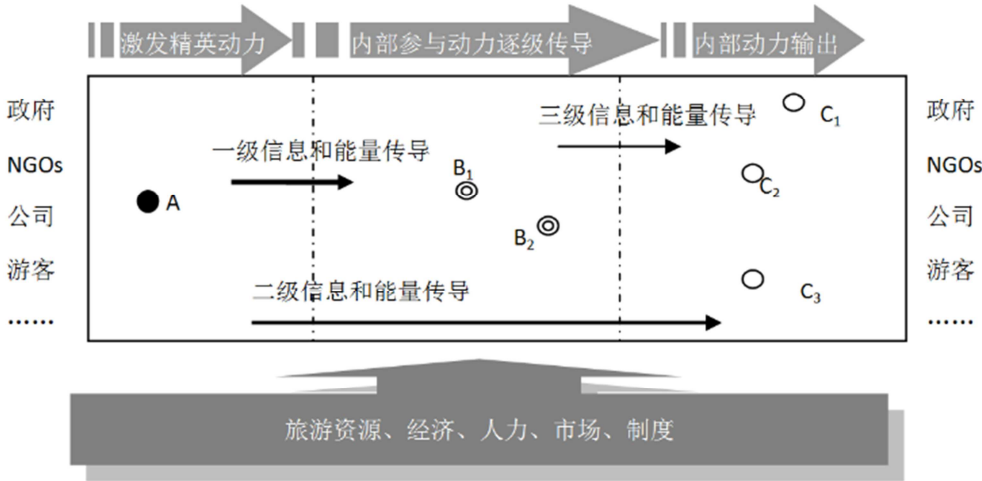 激发精英动力
内部参与动力逐级传导
内部动力输出
政府
NGOs
公司
游客
……
一级信息和能量传导
三级信息和能量传导
二级信息和能量传导
A
B₁
B₂
C₁
C₂
C₃
政府
NGOs
公司
游客
……
旅游资源、经济、人力、市场、制度